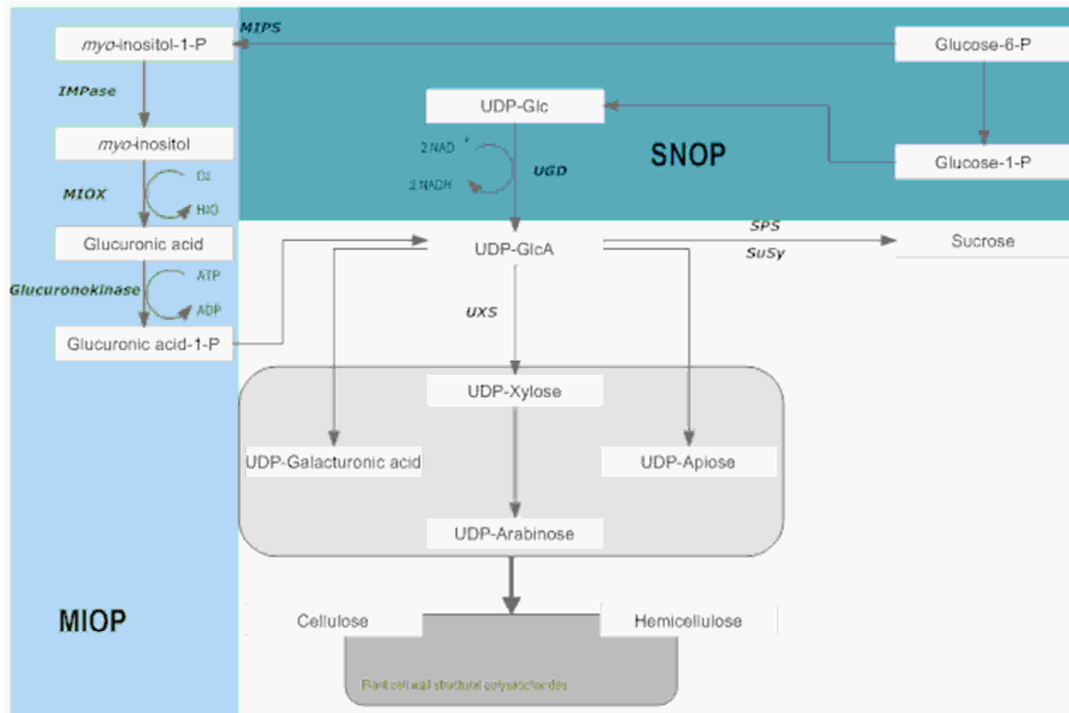 MIPS
myo-inositol-1-P
Glucose-6-P
IMPase
UDP-Glc
myo-inositol
2 NAD +
SNOP
Glucose-1-P
UGD
MIOX
2 NADH
Glucuronic acid
UDP-GlcA
SPS
SuSy
Sucrose
ATP
Glucuronokinase
ADP
UXS
Glucuronic acid-1-P
UDP-Xylose
UDP-Galacturonic acid
UDP-Apiose
UDP-Arabinose
MIOP
Cellulose
Hemicellulose
Plant cell wall structural polysaccharides